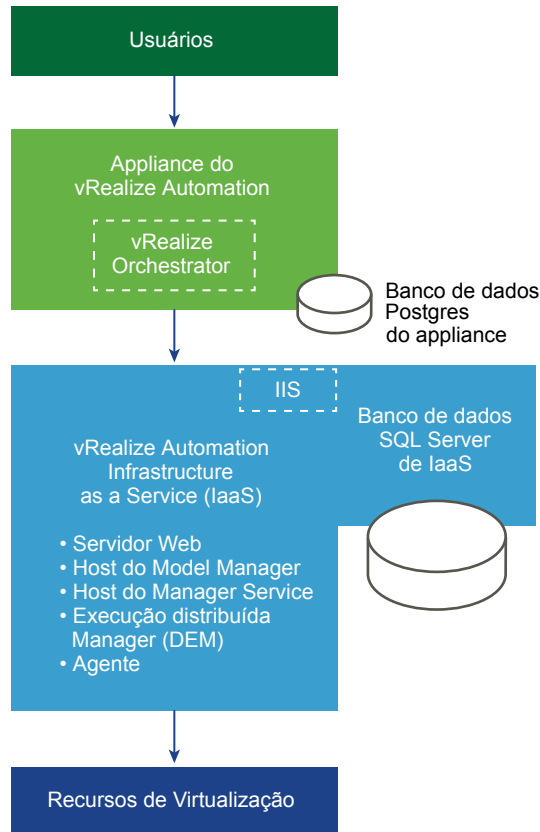 Usuários
Appliance do
vRealize Automation
vRealize
Orchestrator
Banco de dados
Postgres
do appliance
IIS
Banco de dados
SQL Server
de IaaS
vRealize Automation
Infrastructure
as a Service (IaaS)
• Servidor Web
• Host do Model Manager
• Host do Manager Service
• Execução distribuída
Manager (DEM)
• Agente
Recursos de Virtualização